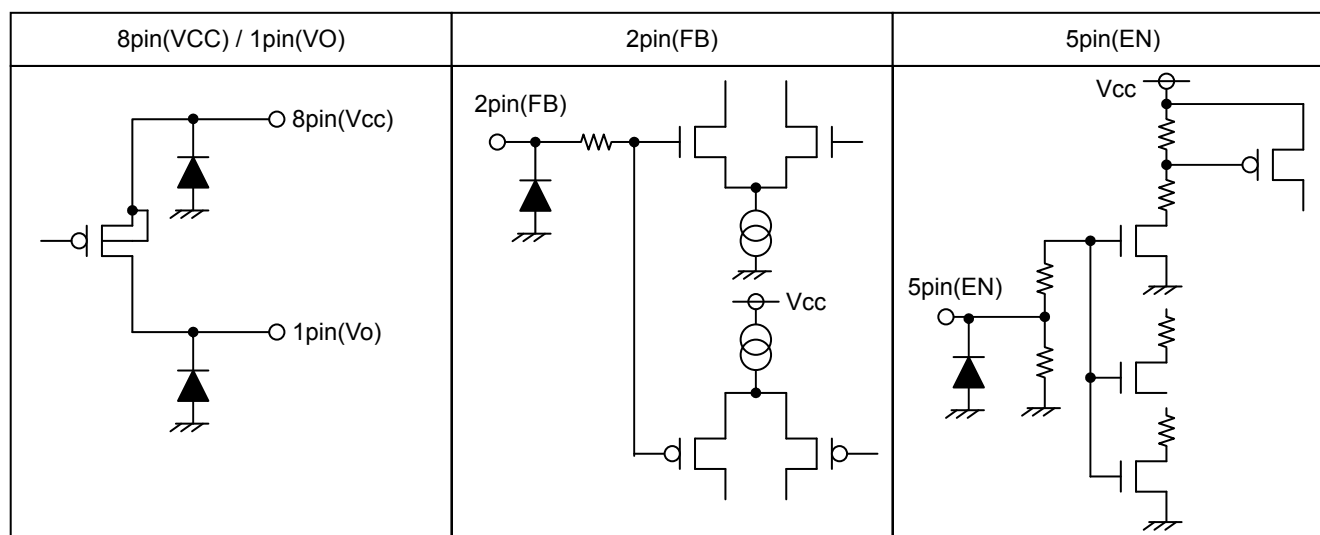 8pin(VCC) / 1pin(VO)
2pin(FB)
5pin(EN)
8pin(Vcc)
1pin(Vo)
2pin(FB)
Vcc
Vcc
5pin(EN)